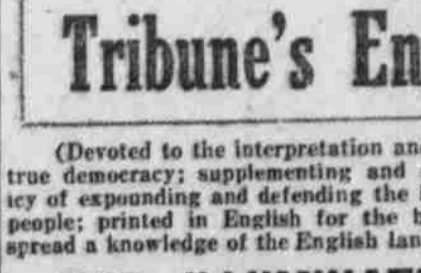 Tribune's En
(Devoted to the interpretation an
true democracy; supplementing and
icy of expounding and defending the
people; printed in English for the b
spread a knowledge of the English lan